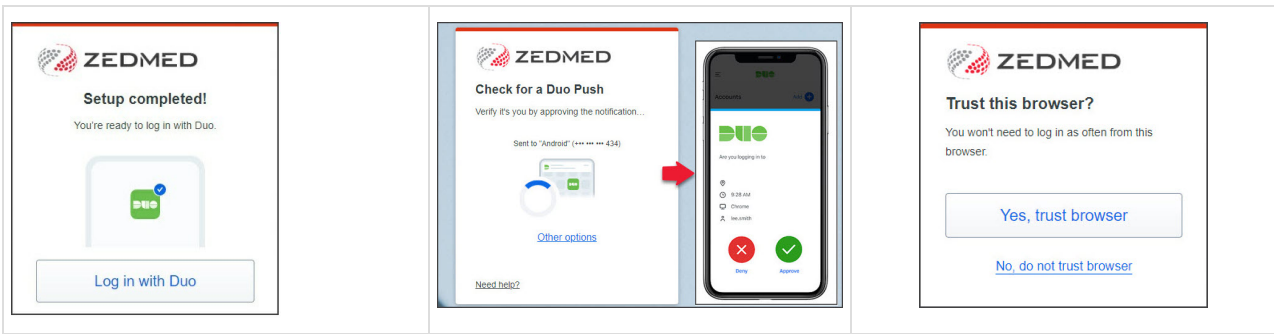 ZEDMED
Setup completed!
You're ready to log in with Duo.
DUO
Log in with Duo
ZEDMED
Check for a Duo Push
Verify it's you by approving the notification...
Sent to "Android" (••• ••• ••• 434)
Other options
Need help?
DUO
Accounts
Add
DUO
Are you logging in to
9:28 AM
Chrome
lee.smith
Deny
Approve
ZEDMED
Trust this browser?
You won't need to log in as often from this
browser.
Yes, trust browser
No, do not trust browser